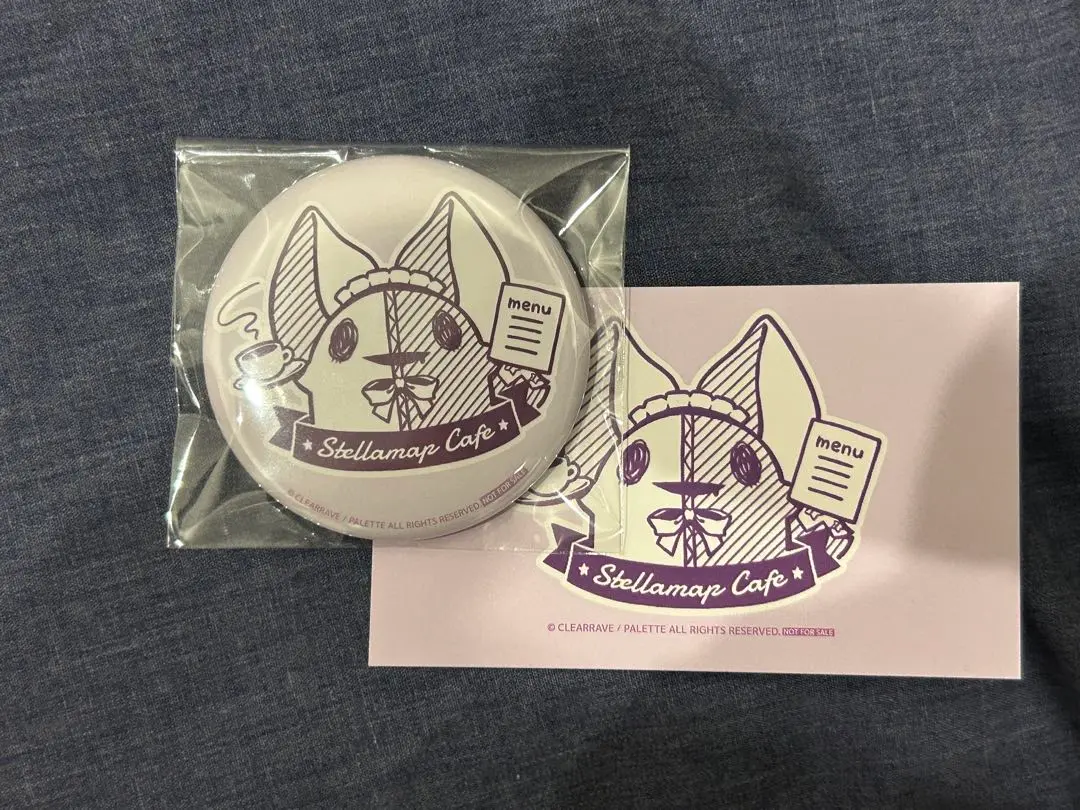 menu
★ Stellamap Cafe ★
© CLEARRAVE / PALETTE ALL RIGHTS RESERVED. NOT FOR SALE
menu
★ Stellamap Cafe ★
© CLEARRAVE / PALETTE ALL RIGHTS RESERVED. NOT FOR SALE